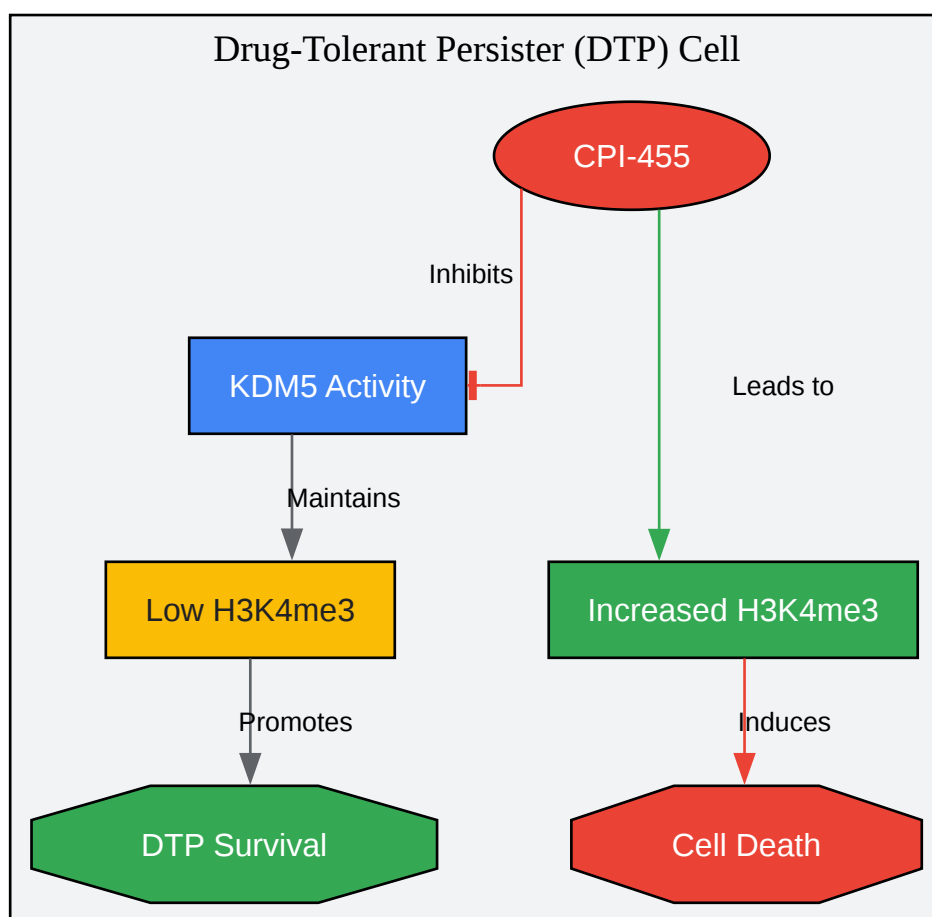 Drug-Tolerant Persister (DTP) Cell
CPI-455
Inhibits
KDM5 Activity
Leads to
Maintains
Low H3K4me3
Increased H3K4me3
Promotes
Induces
DTP Survival
Cell Death